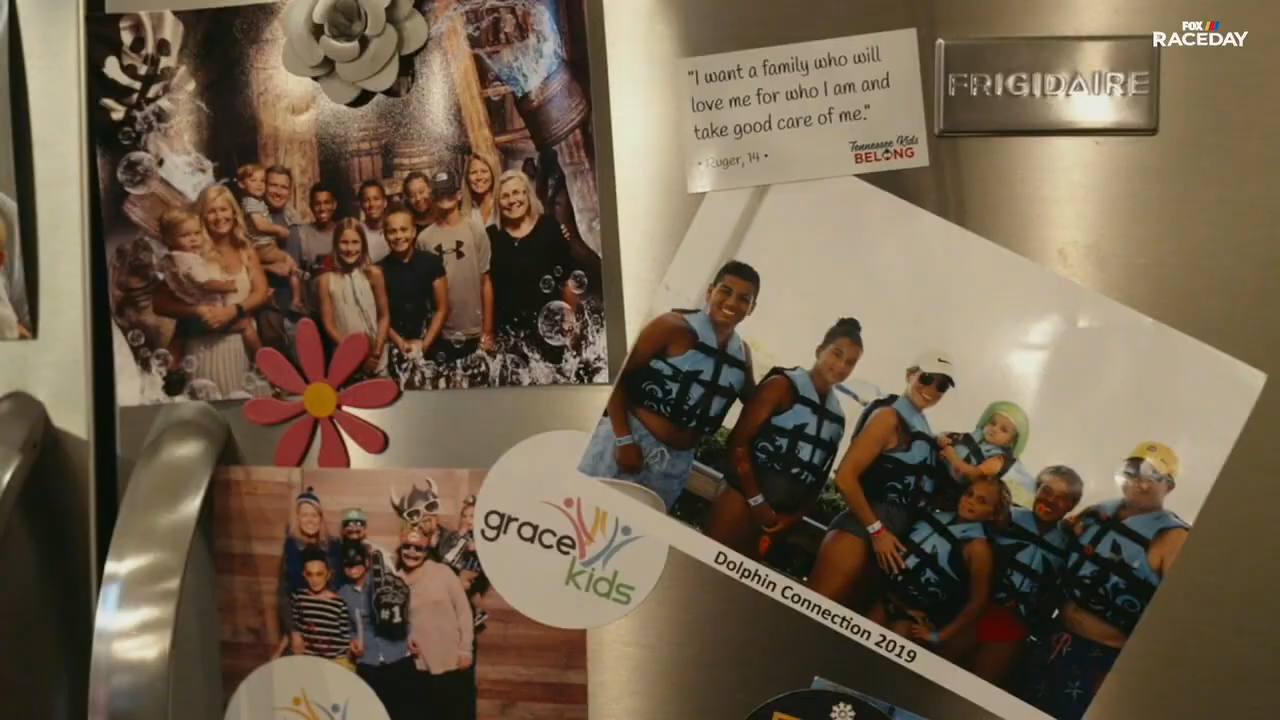 FOX
RACEDAY
"I want a family who will
love me for who I am and
take good care of me."
• Ruger, 14 •
Tennessee Kids
BELONG
FRIGIDAIRE
#1
grace
kids
Dolphin Connection 2019